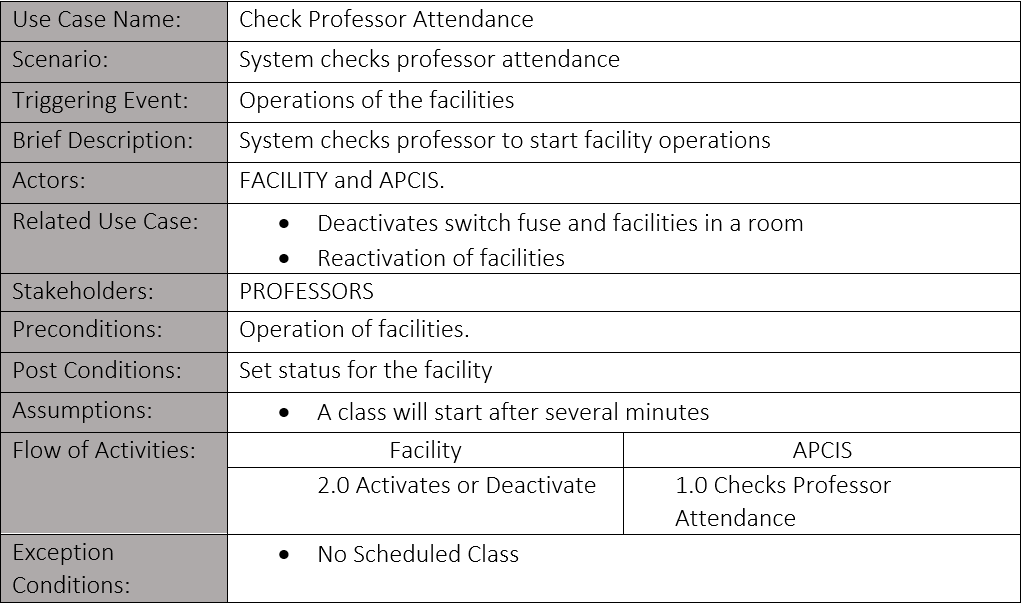 Use Case Name: Check Professor Attendance
Scenario: System checks professor attendance
Triggering Event: Operations of the facilities
Brief Description: System checks professor to start facility operations
Actors: FACILITY and APCIS.
Related Use Case: • Deactivates switch fuse and facilities in a room
• Reactivation of facilities
Stakeholders: PROFESSORS
Preconditions: Operation of facilities.
Post Conditions: Set status for the facility
Assumptions: • A class will start after several minutes
Flow of Activities: Facility APCIS
2.0 Activates or Deactivate 1.0 Checks Professor
Attendance
Exception • No Scheduled Class
Conditions: